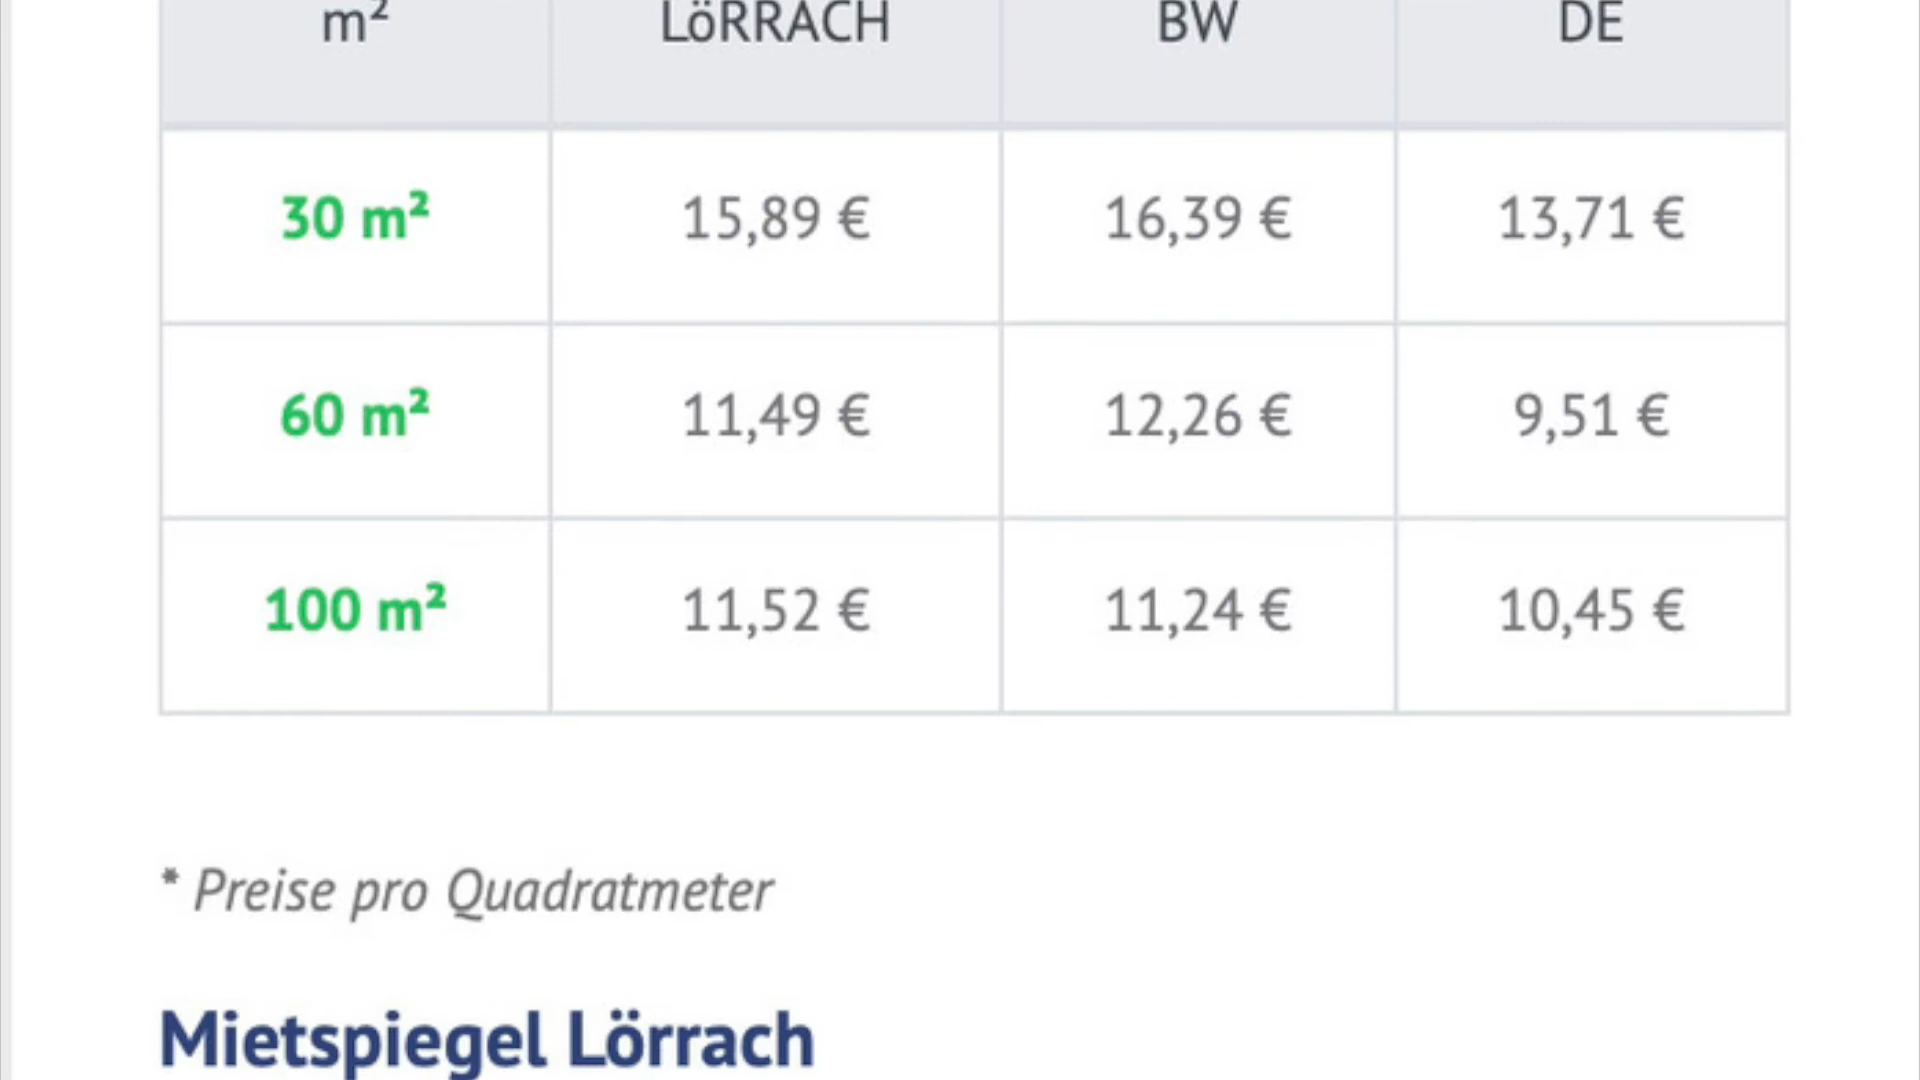 m² LöRRACH BW DE
30 m² 15,89 € 16,39 € 13,71 €
60 m² 11,49 € 12,26 € 9,51 €
100 m² 11,52 € 11,24 € 10,45 €
* Preise pro Quadratmeter
Mietspiegel Lörrach